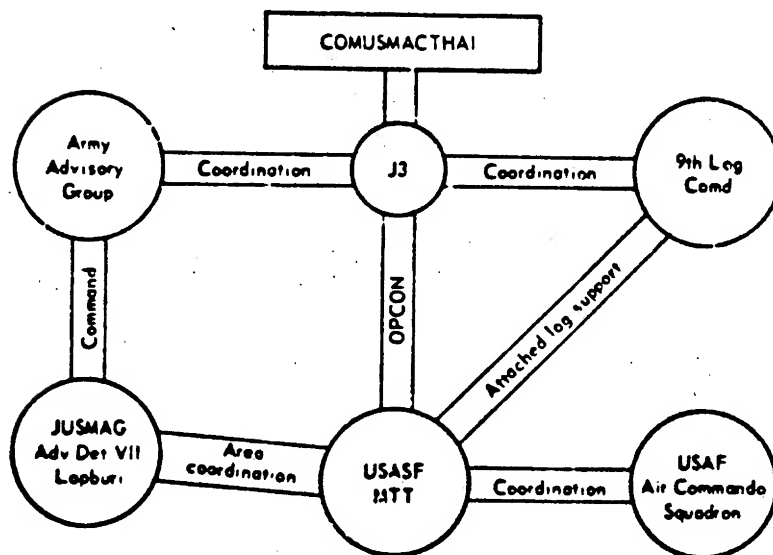 COMUSMACTHAI
Army
Advisory
Group
Coordination
J3
Coordination
9th Log
Comd
Command
OPCON
Attached log support
JUSMAG
Adv Det VII
Lopburi
Area
coordination
USASF
MTT
Coordination
USAF
Air Commando
Squadron